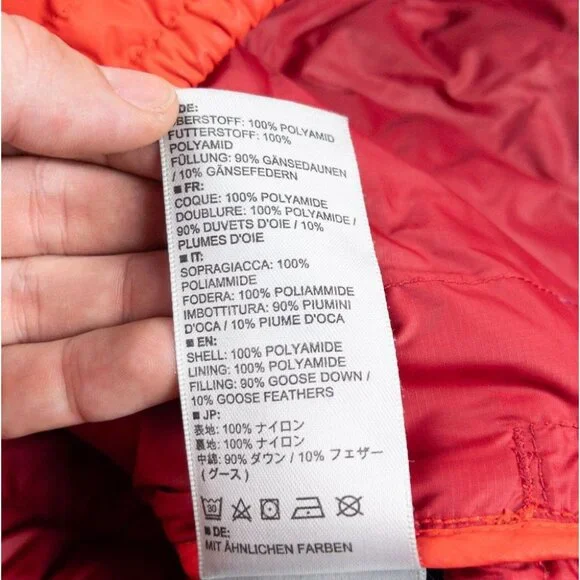 ■ DE:
OBERSTOFF: 100% POLYAMID
FUTTERSTOFF: 100%
POLYAMID
FÜLLUNG: 90% GÄNSEDAUNEN
/ 10% GÄNSEFEDERN
■ FR:
COQUE: 100% POLYAMIDE
DOUBLURE: 100% POLYAMIDE /
90% DUVETS D'OIE / 10%
PLUMES D'OIE
■ IT:
SOPRAGIACCA: 100%
POLIAMMIDE
FODERA: 100% POLIAMMIDE
IMBOTTITURA: 90% PIUMINI
D'OCA / 10% PIUME D'OCA
■ EN:
SHELL: 100% POLYAMIDE
LINING: 100% POLYAMIDE
FILLING: 90% GOOSE DOWN /
10% GOOSE FEATHERS
■ JP:
表地: 100% ナイロン
裏地: 100% ナイロン
中綿: 90% ダウン / 10% フェザー
(グース)
30
■ DE:
MIT ÄHNLICHEN FARBEN